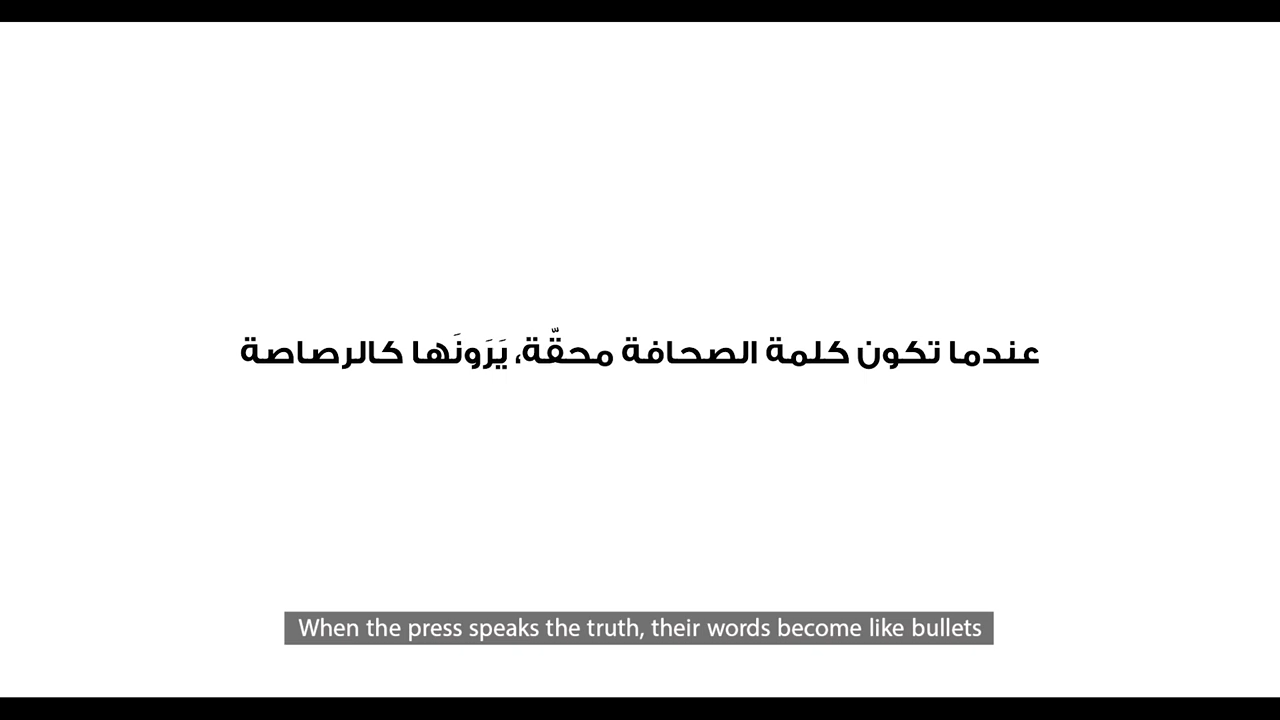 عندما تكون كلمة الصحافة محقّة، يَرَونَها كالرصاصة
When the press speaks the truth, their words become like bullets